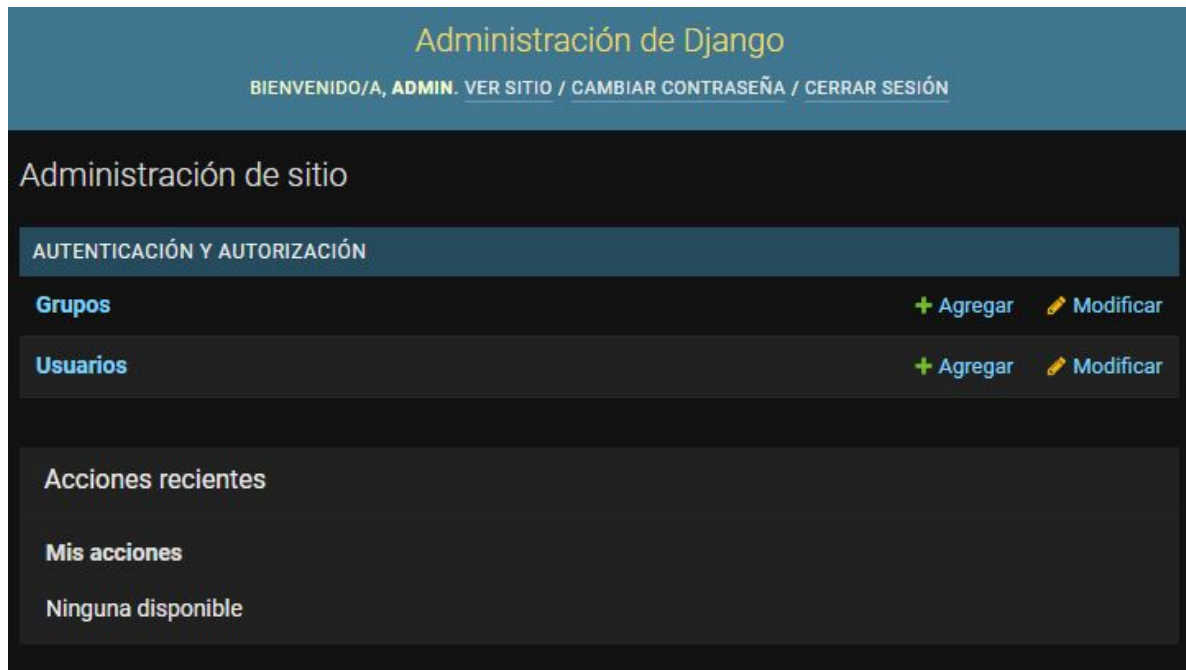 Administración de Django
BIENVENIDO/A, ADMIN. VER SITIO / CAMBIAR CONTRASEÑA / CERRAR SESIÓN
Administración de sitio
AUTENTICACIÓN Y AUTORIZACIÓN
Grupos + Agregar Modificar
Usuarios + Agregar Modificar
Acciones recientes
Mis acciones
Ninguna disponible